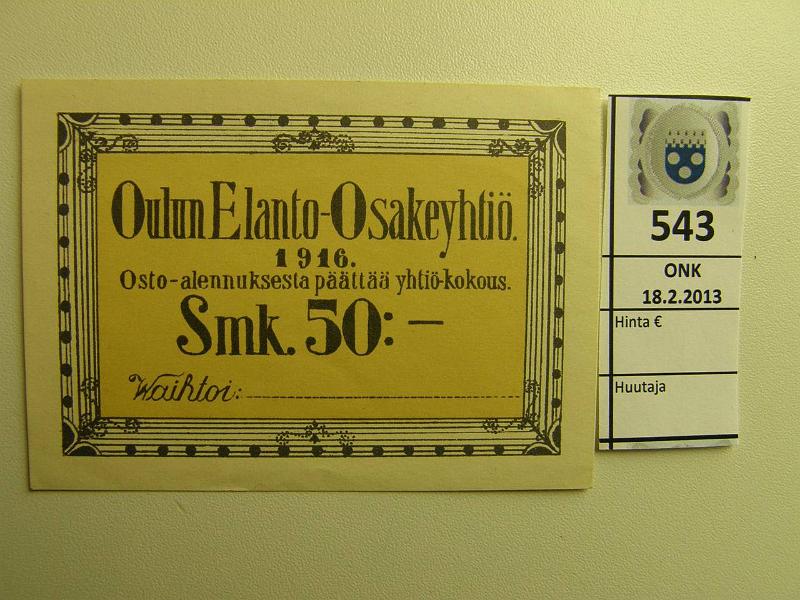 Oulun Elanto-Osakeyhtiö.
1916.
Osto-alennuksesta päättää yhtiö-kokous.
Smk. 50:—
Waihtoi:
543
ONK
18.2.2013
Hinta €
Huutaja